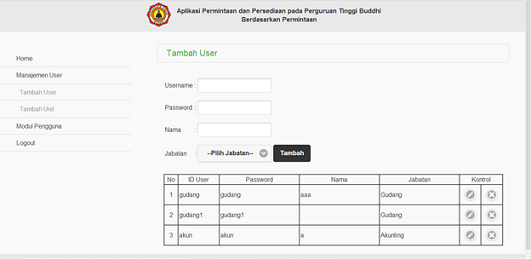 Aplikasi Permintaan dan Persediaan pada Perguruan Tinggi Buddhi
Berdasarkan Permintaan
Home
Manajemen User
Tambah User
Tambah Unit
Modul Pengguna
Logout
Tambah User
Username :
Password :
Nama :
Jabatan : --Pilih Jabatan-- Tambah
No ID User Password Nama Jabatan Kontrol
1 gudang gudang aaa Gudang
2 gudang1 gudang1 Gudang
3 akun akun a Akunting